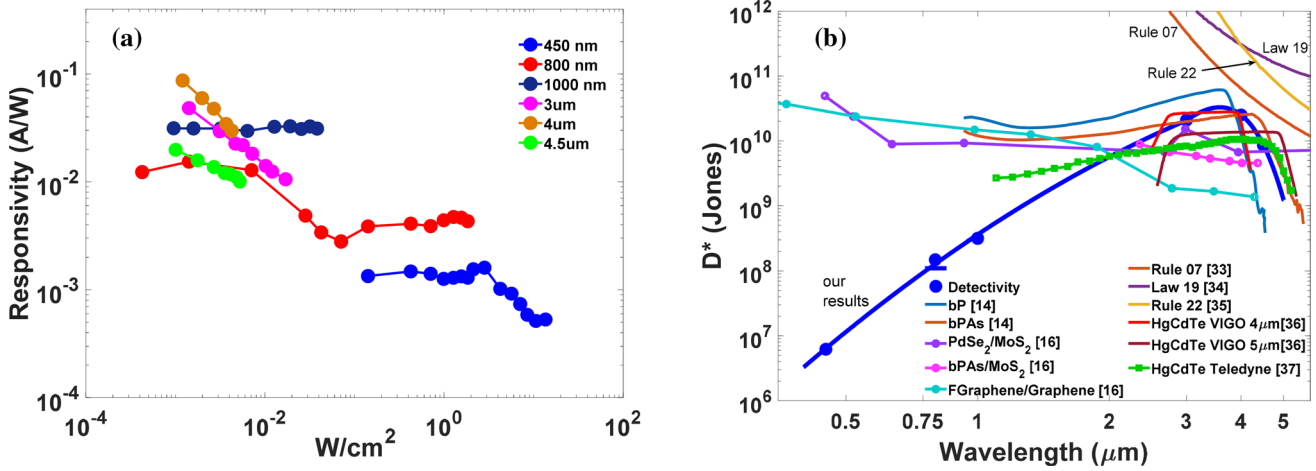 (a)
450 nm
800 nm
1000 nm
3um
4um
4.5um
Responsivity (A/W)
10^-1
10^-2
10^-3
10^-4
10^-4
10^-2
10^0
10^2
W/cm^2
(b)
Rule 07
Law 19
Rule 22
our
results
Detectivity
bP [14]
bPAs [14]
PdSe_2/MoS_2 [16]
bPAs/MoS_2 [16]
FGraphene/Graphene [16]
Rule 07 [33]
Law 19 [34]
Rule 22 [35]
HgCdTe VIGO 4μm[36]
HgCdTe VIGO 5μm[36]
HgCdTe Teledyne [37]
D* (Jones)
10^12
10^11
10^10
10^9
10^8
10^7
10^6
0.5
0.75
1
2
3
4
5
Wavelength (μm)